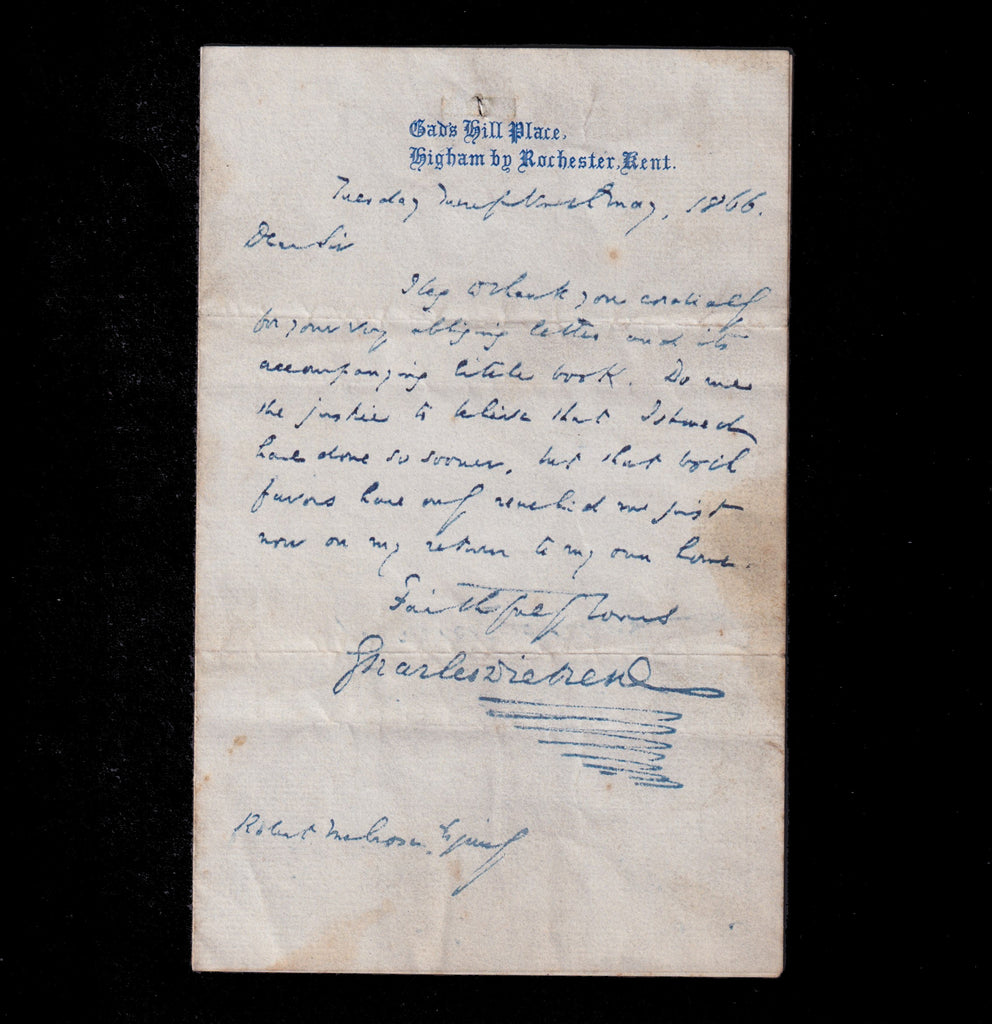 Gad's Hill Place,
Higham by Rochester, Kent.
Tuesday May, 1866.
Dear Sir
I beg to thank you cordially
for your very obliging letter and its
accompanying little book. Do me
the justice to believe that I should
have done so sooner, but that both
favors have only reached me just
now on my return to my own home.
Faithfully Yours
Charles Dickens
Robert Esquire